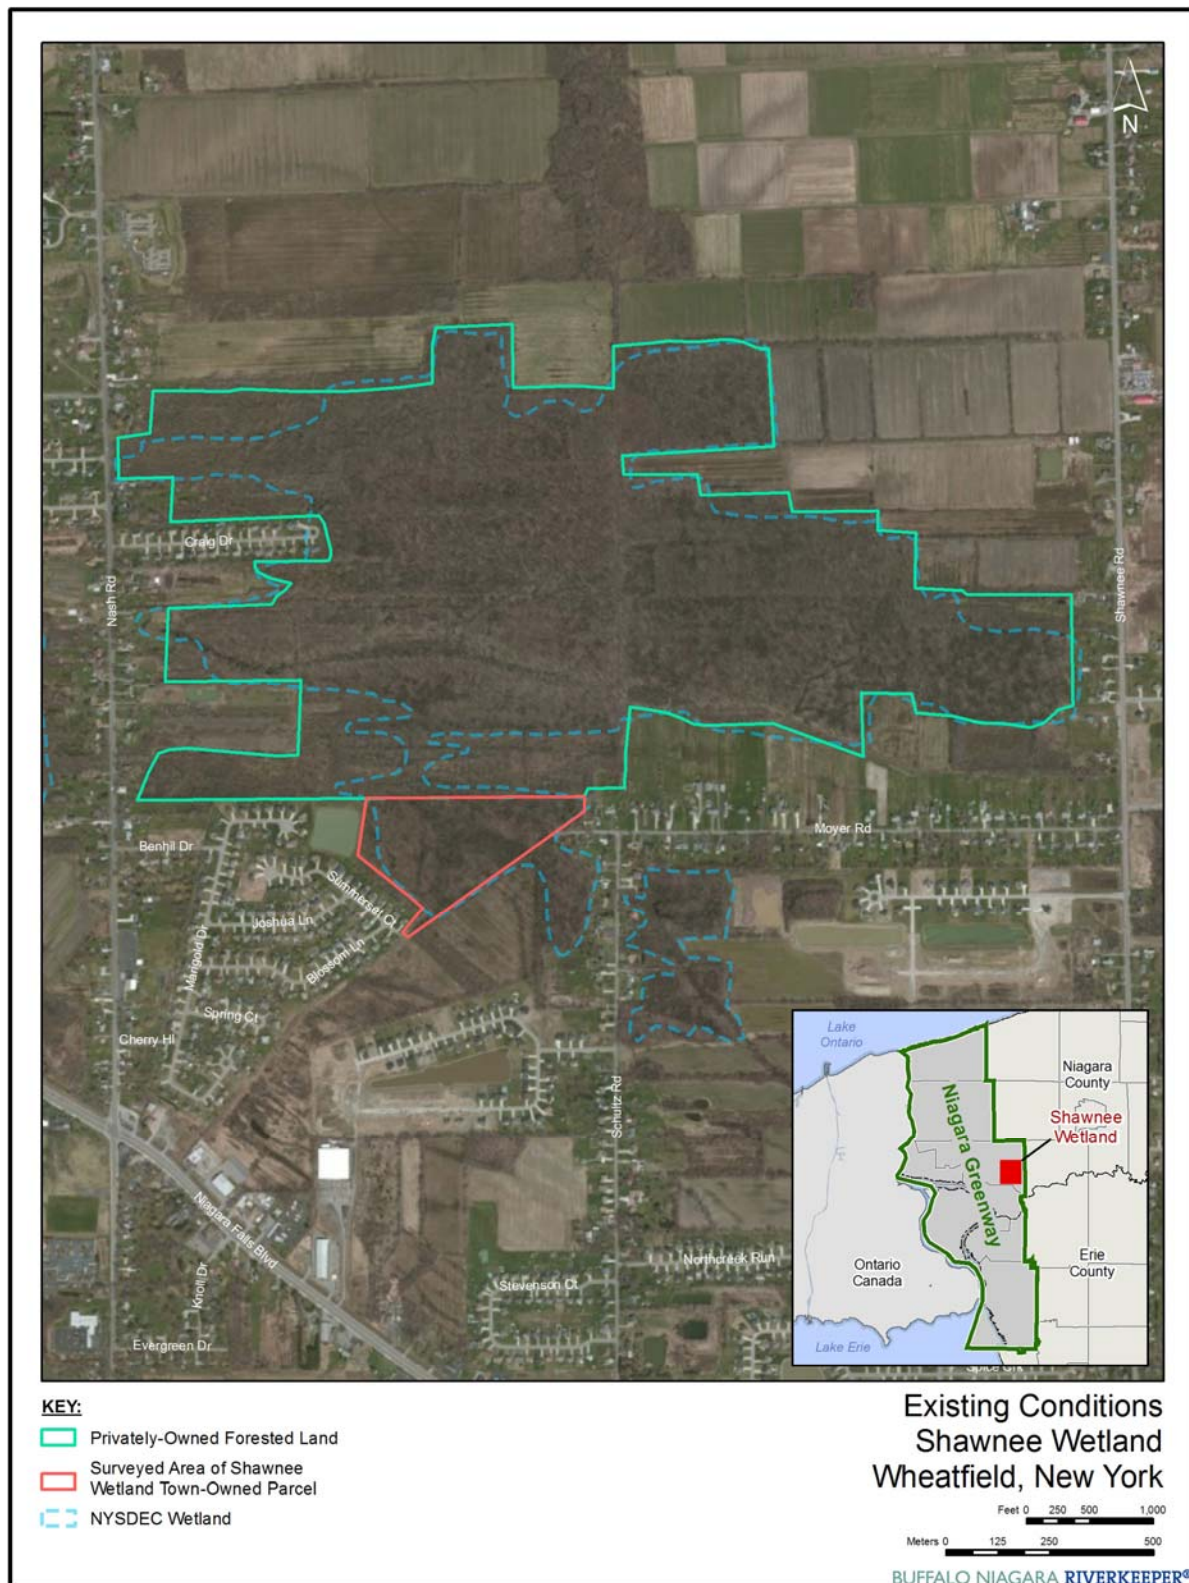 N
Craig Dr
Nash Rd
Shawnee Rd
Moyer Rd
Benhil Dr
Summerset Ct
Joshua Ln
Marigold Dr
Blossom Ln
Spring Ct
Cherry Hl
Schultz Rd
Niagara Falls Blvd
Knoll Dr
Evergreen Dr
Stevenson Ct
Northcreek Run
Lake
Ontario
Niagara
County
Shawnee
Wetland
Niagara Greenway
Ontario
Canada
Erie
County
Lake Erie
KEY:
Privately-Owned Forested Land
Surveyed Area of Shawnee
Wetland Town-Owned Parcel
NYSDEC Wetland
Existing Conditions
Shawnee Wetland
Wheatfield, New York
Feet 0 250 500 1,000
Meters 0 125 250 500
BUFFALO NIAGARA RIVERKEEPER®